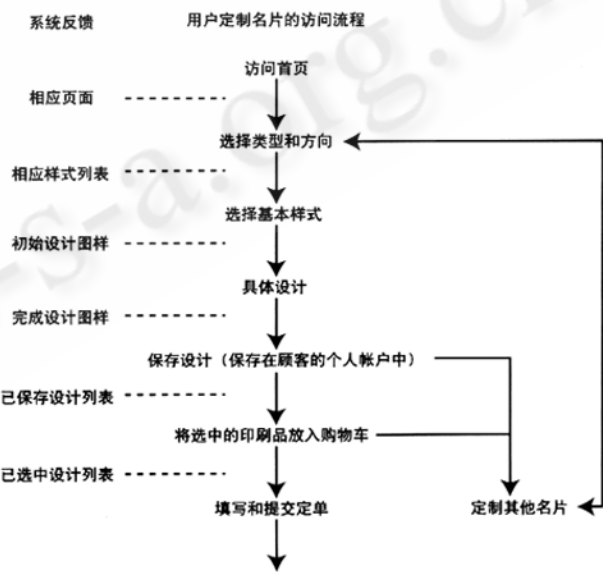 系统反馈 用户定制名片的访问流程
访问首页
相应页面
选择类型和方向
相应样式列表
选择基本样式
初始设计图样
具体设计
完成设计图样
保存设计（保存在顾客的个人帐户中）
已保存设计列表
将选中的印刷品放入购物车
已选中设计列表
填写和提交定单 定制其他名片
-s-a.org.